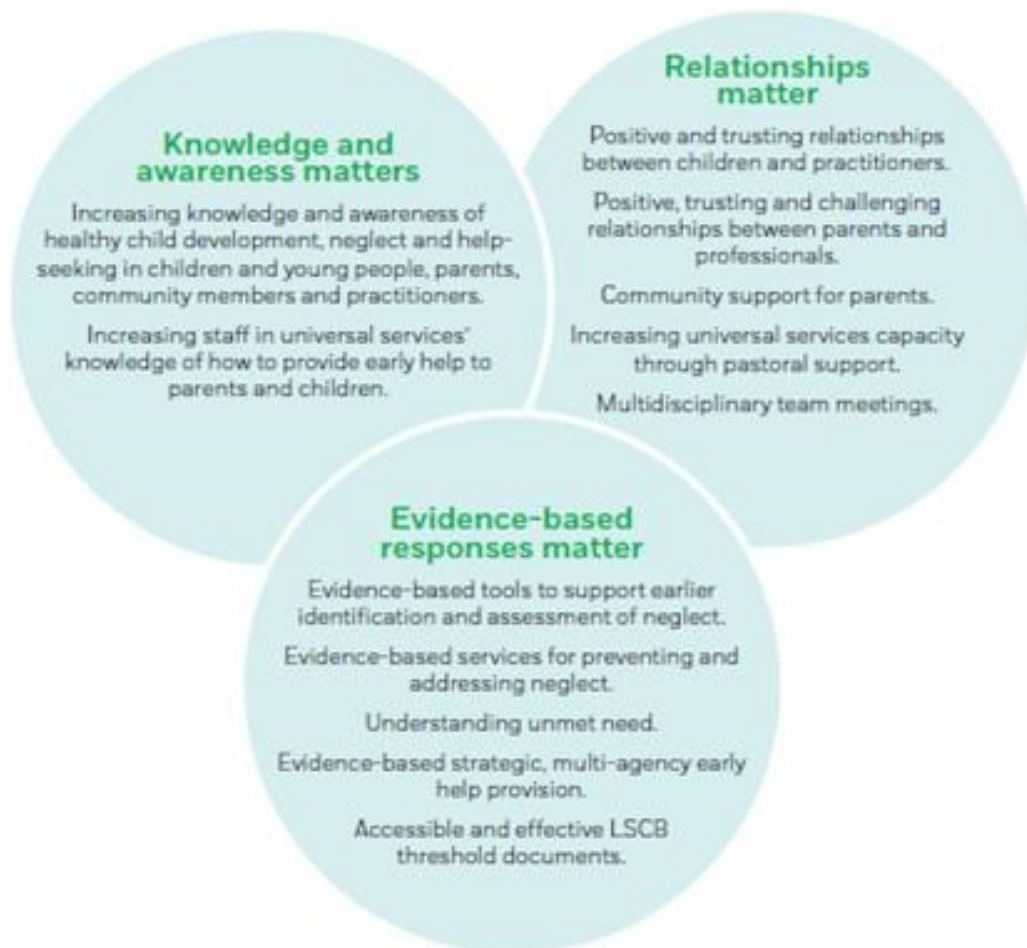 Knowledge and
awareness matters
Increasing knowledge and awareness of
healthy child development, neglect and help-
seeking in children and young people, parents,
community members and practitioners.
Increasing staff in universal services'
knowledge of how to provide early help to
parents and children.
Relationships
matter
Positive and trusting relationships
between children and practitioners.
Positive, trusting and challenging
relationships between parents and
professionals.
Community support for parents.
Increasing universal services capacity
through pastoral support.
Multidisciplinary team meetings.
Evidence-based
responses matter
Evidence-based tools to support earlier
identification and assessment of neglect.
Evidence-based services for preventing and
addressing neglect.
Understanding unmet need.
Evidence-based strategic, multi-agency early
help provision.
Accessible and effective LSCB
threshold documents.